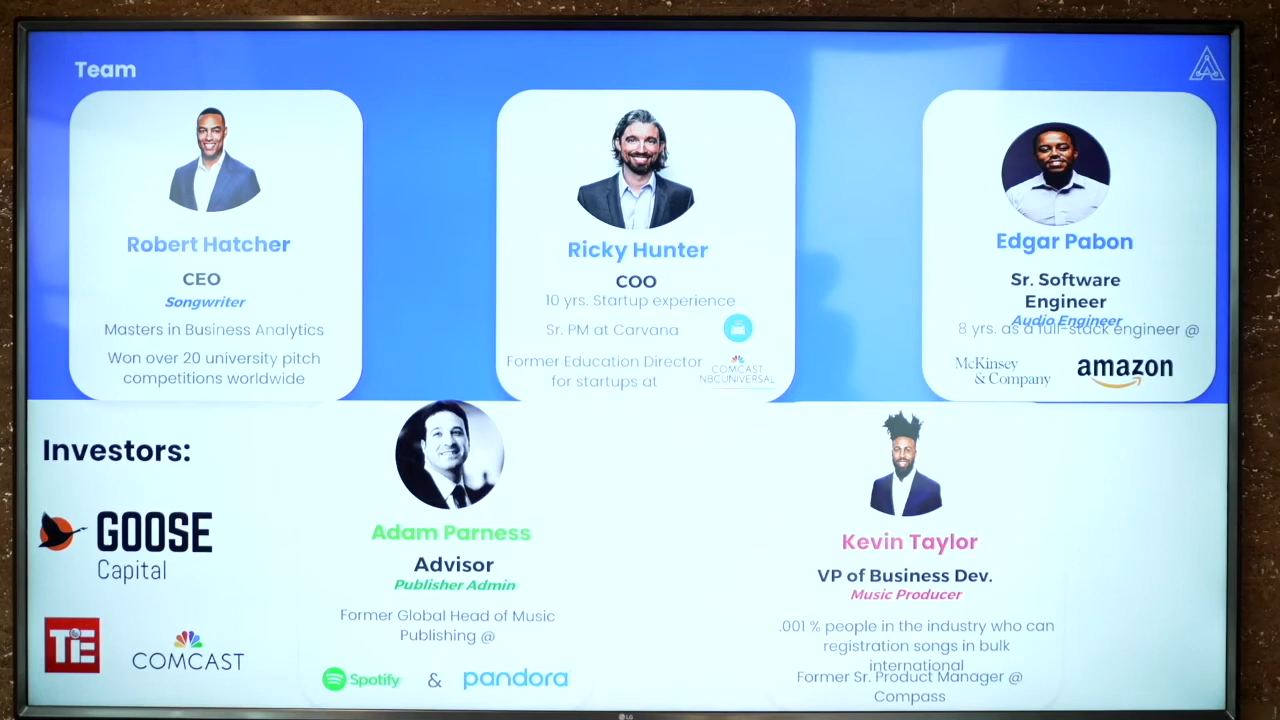 Team
Robert Hatcher
CEO
Songwriter
Masters in Business Analytics
Won over 20 university pitch
competitions worldwide
Ricky Hunter
COO
10 yrs. Startup experience
Sr. PM at Carvana
Former Education Director
for startups at
COMCAST
NBCUNIVERSAL
Edgar Pabon
Sr. Software
Engineer
Audio Engineer
8 yrs. as a full-stack engineer @
McKinsey
& Company
amazon
Investors:
GOOSE
Capital
TiE
COMCAST
Adam Parness
Advisor
Publisher Admin
Former Global Head of Music
Publishing @
Spotify & pandora
Kevin Taylor
VP of Business Dev.
Music Producer
.001 % people in the industry who can
registration songs in bulk
international
Former Sr. Product Manager @
Compass
LG